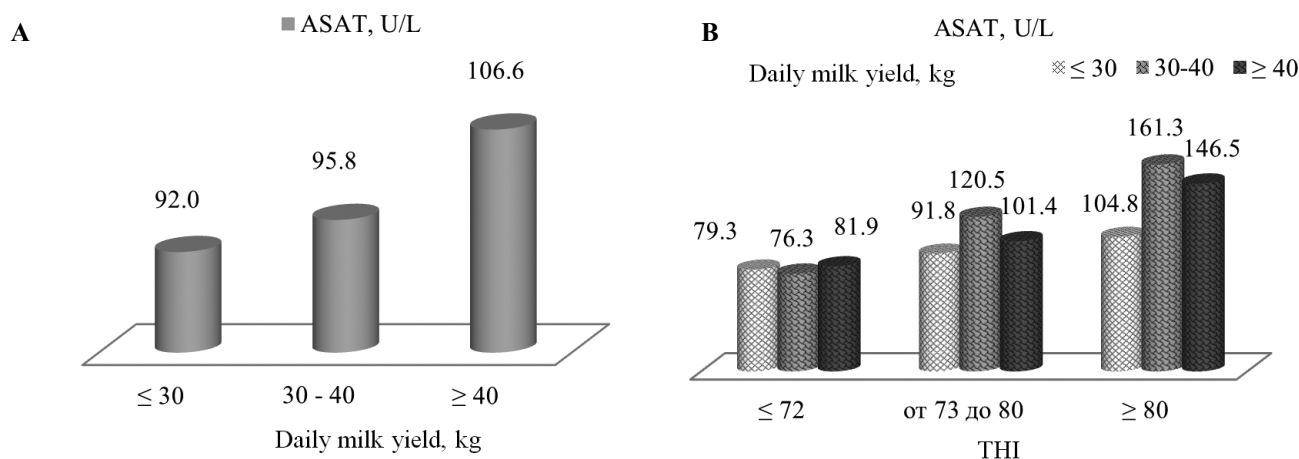 A
ASAT, U/L
92.0
95.8
106.6
≤ 30
30 - 40
≥ 40
Daily milk yield, kg
B
ASAT, U/L
Daily milk yield, kg
≤ 30
30-40
≥ 40
79.3
76.3
81.9
91.8
120.5
101.4
104.8
161.3
146.5
≤ 72
от 73 до 80
≥ 80
THI